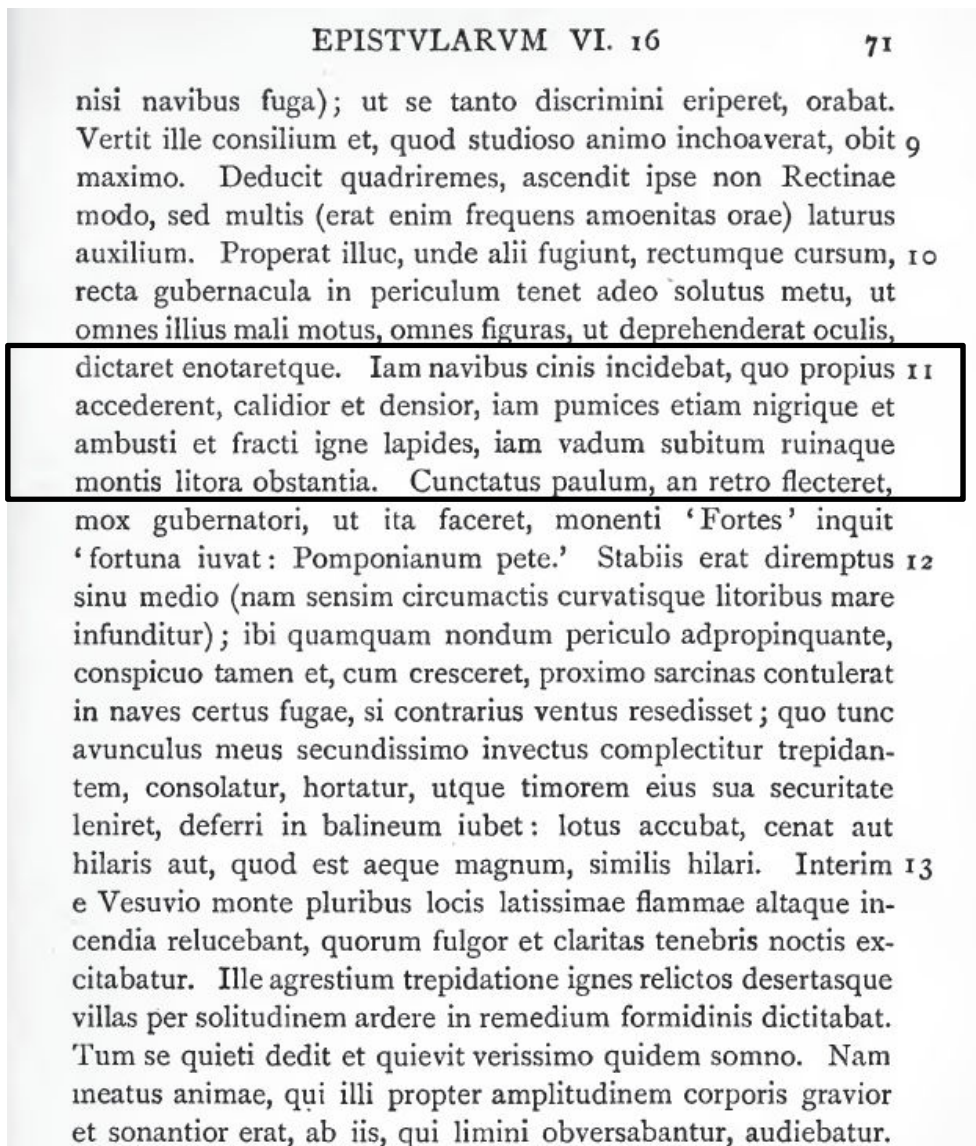 EPISTVLARVM VI. 16 71
nisi navibus fuga); ut se tanto discrimini eriperet, orabat.
Vertit ille consilium et, quod studioso animo inchoaverat, obit 9
maximo. Deducit quadriremes, ascendit ipse non Rectinae
modo, sed multis (erat enim frequens amoenitas orae) laturus
auxilium. Properat illuc, unde alii fugiunt, rectumque cursum, 10
recta gubernacula in periculum tenet adeo solutus metu, ut
omnes illius mali motus, omnes figuras, ut deprehenderat oculis,
dictaret enotaretque. Iam navibus cinis incidebat, quo propius 11
accederent, calidior et densior, iam pumices etiam nigrique et
ambusti et fracti igne lapides, iam vadum subitum ruinaque
montis litora obstantia. Cunctatus paulum, an retro flecteret,
mox gubernatori, ut ita faceret, monenti ‘Fortes’ inquit
‘fortuna iuvat: Pomponianum pete.’ Stabiis erat diremptus 12
sinu medio (nam sensim circumactis curvatisque litoribus mare
infunditur); ibi quamquam nondum periculo adpropinquante,
conspicuo tamen et, cum cresceret, proximo sarcinas contulerat
in naves certus fugae, si contrarius ventus resedisset; quo tunc
avunculus meus secundissimo invectus complectitur trepidan-
tem, consolatur, hortatur, utque timorem eius sua securitate
leniret, deferri in balineum iubet: lotus accubat, cenat aut
hilaris aut, quod est aeque magnum, similis hilari. Interim 13
e Vesuvio monte pluribus locis latissimae flammae altaque in-
cendia relucebant, quorum fulgor et claritas tenebris noctis ex-
citabatur. Ille agrestium trepidatione ignes relictos desertasque
villas per solitudinem ardere in remedium formidinis dictitabat.
Tum se quieti dedit et quievit verissimo quidem somno. Nam
meatus animae, qui illi propter amplitudinem corporis gravior
et sonantior erat, ab iis, qui limini obversabantur, audiebatur.